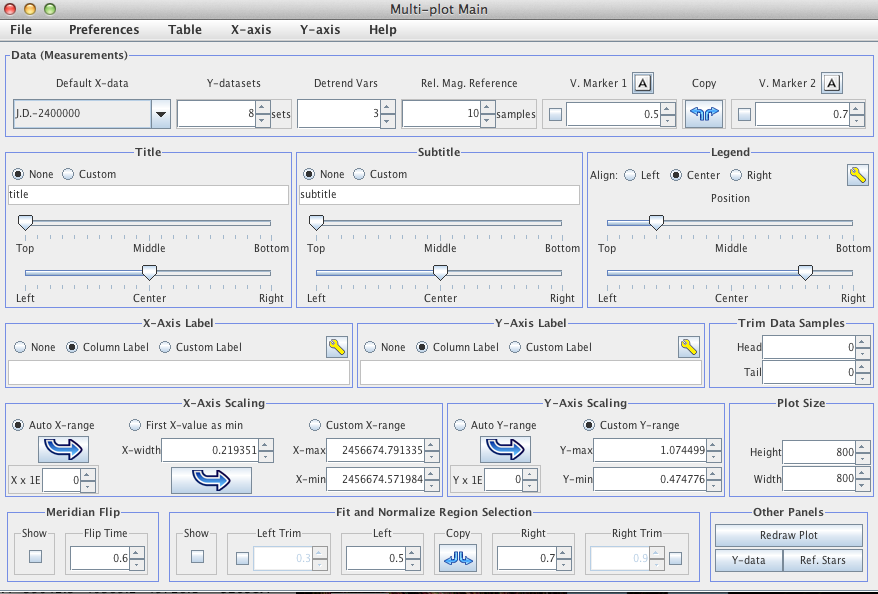 Multi-plot Main
File Preferences Table X-axis Y-axis Help
Data (Measurements)
Default X-data Y-datasets Detrend Vars Rel. Mag. Reference V. Marker 1 A Copy V. Marker 2 A
J.D.-2400000 8 sets 3 10 samples 0.5 0.7
Title Subtitle Legend
None Custom None Custom Align: Left Center Right
title subtitle Position
Top Middle Bottom Top Middle Bottom Top Middle Bottom
Left Center Right Left Center Right Left Center Right
X-Axis Label Y-Axis Label Trim Data Samples
None Column Label Custom Label None Column Label Custom Label Head 0
Tail 0
X-Axis Scaling Y-Axis Scaling Plot Size
Auto X-range First X-value as min Custom X-range Auto Y-range Custom Y-range
X-width 0.219351 X-max 2456674.791335 Y-max 1.074499 Height 800
X x 1E 0 X-min 2456674.571984 Y x 1E 0 Y-min 0.474776 Width 800
Meridian Flip Fit and Normalize Region Selection Other Panels
Show Flip Time Show Left Trim Left Copy Right Right Trim Redraw Plot
0.6 0.3 0.5 0.7 0.9 Y-data Ref. Stars